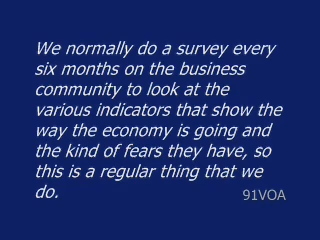 We normally do a survey every
six months on the business
community to look at the
various indicators that show the
way the economy is going and
the kind of fears they have, so
this is a regular thing that we
do.
91VOA